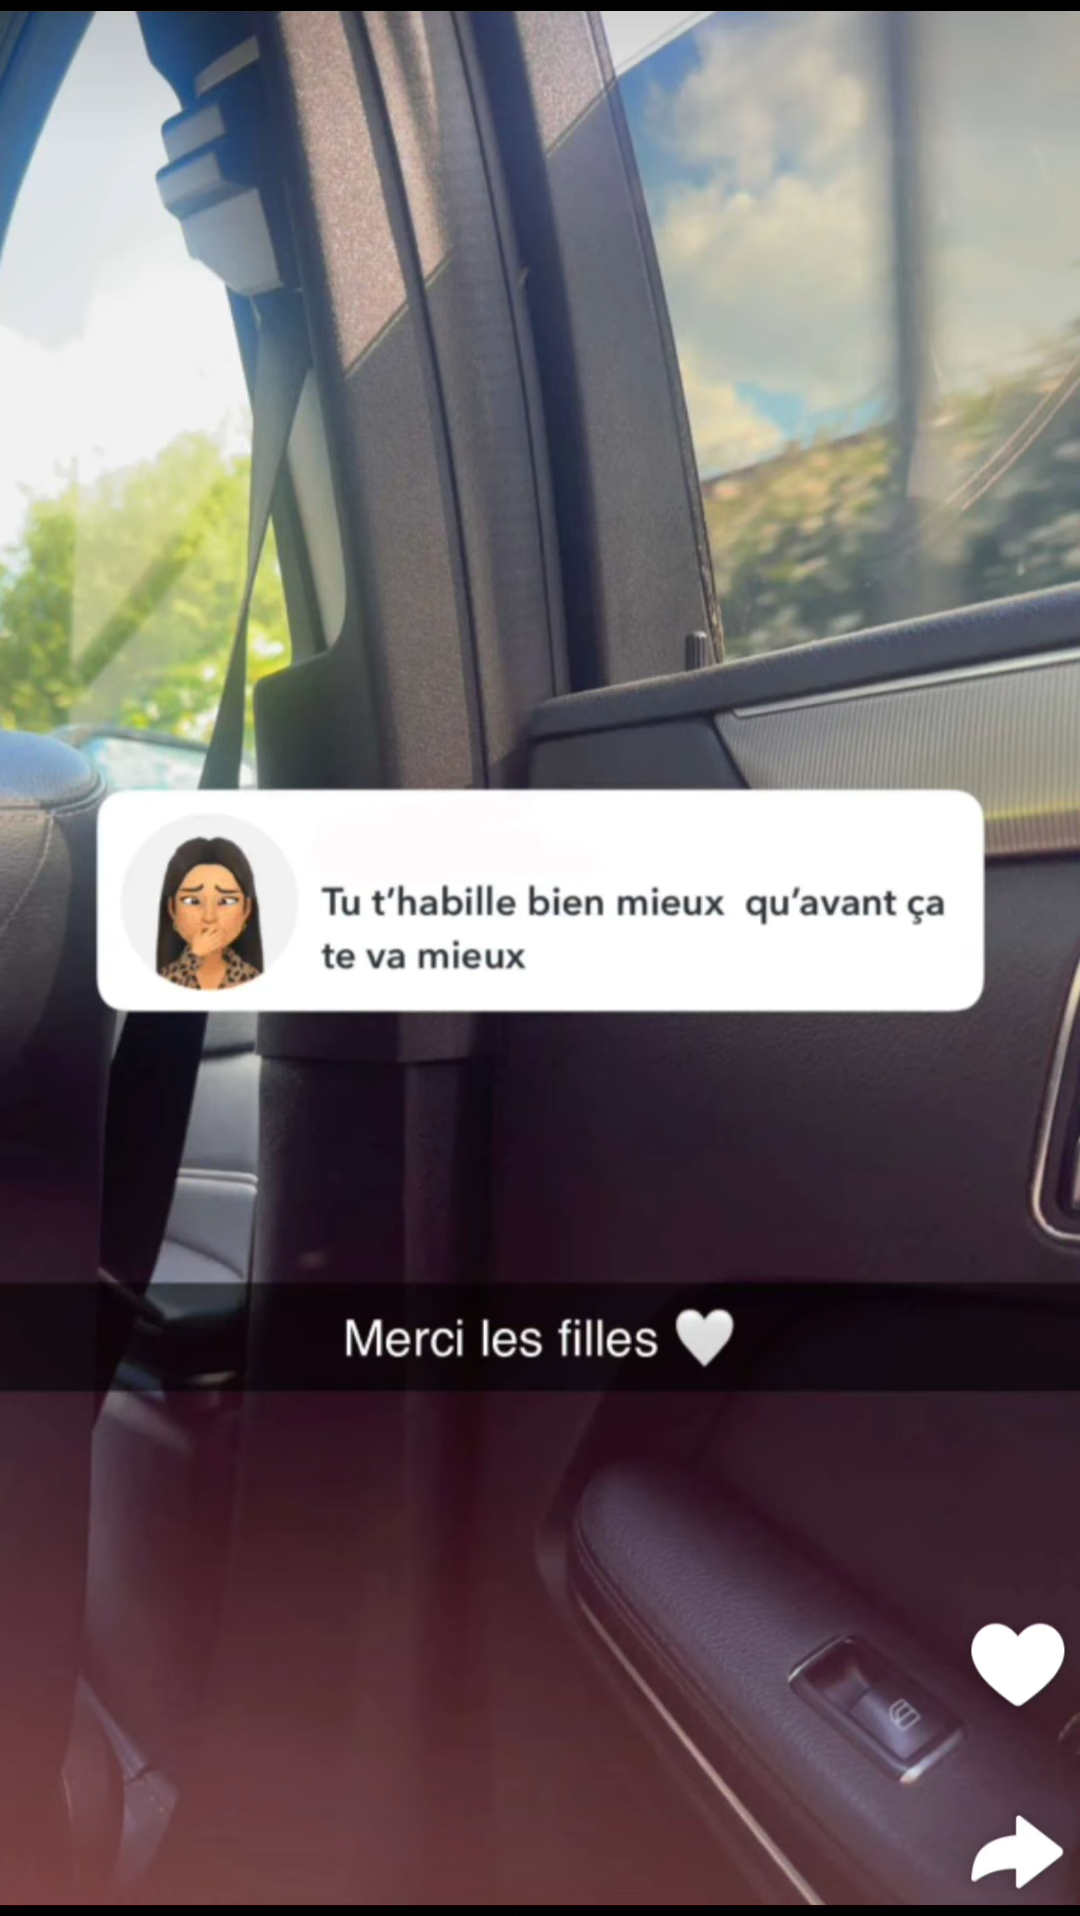 Tu t’habille bien mieux  qu’avant ça
te va mieux
Merci les filles 🤍